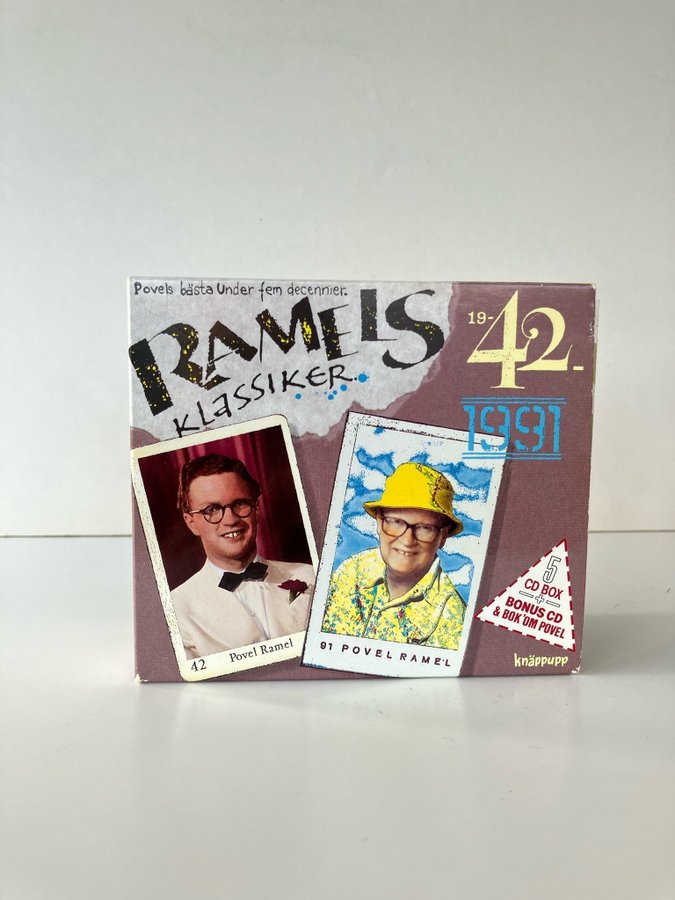 Povels bästa Under fem decennier.
RAMELS
KLASSIKER.
19-42-
1991
42 Povel Ramel
91 POVEL RAMEL
5
CD BOX
+
BONUS CD
& BOK OM POVEL
knäppupp